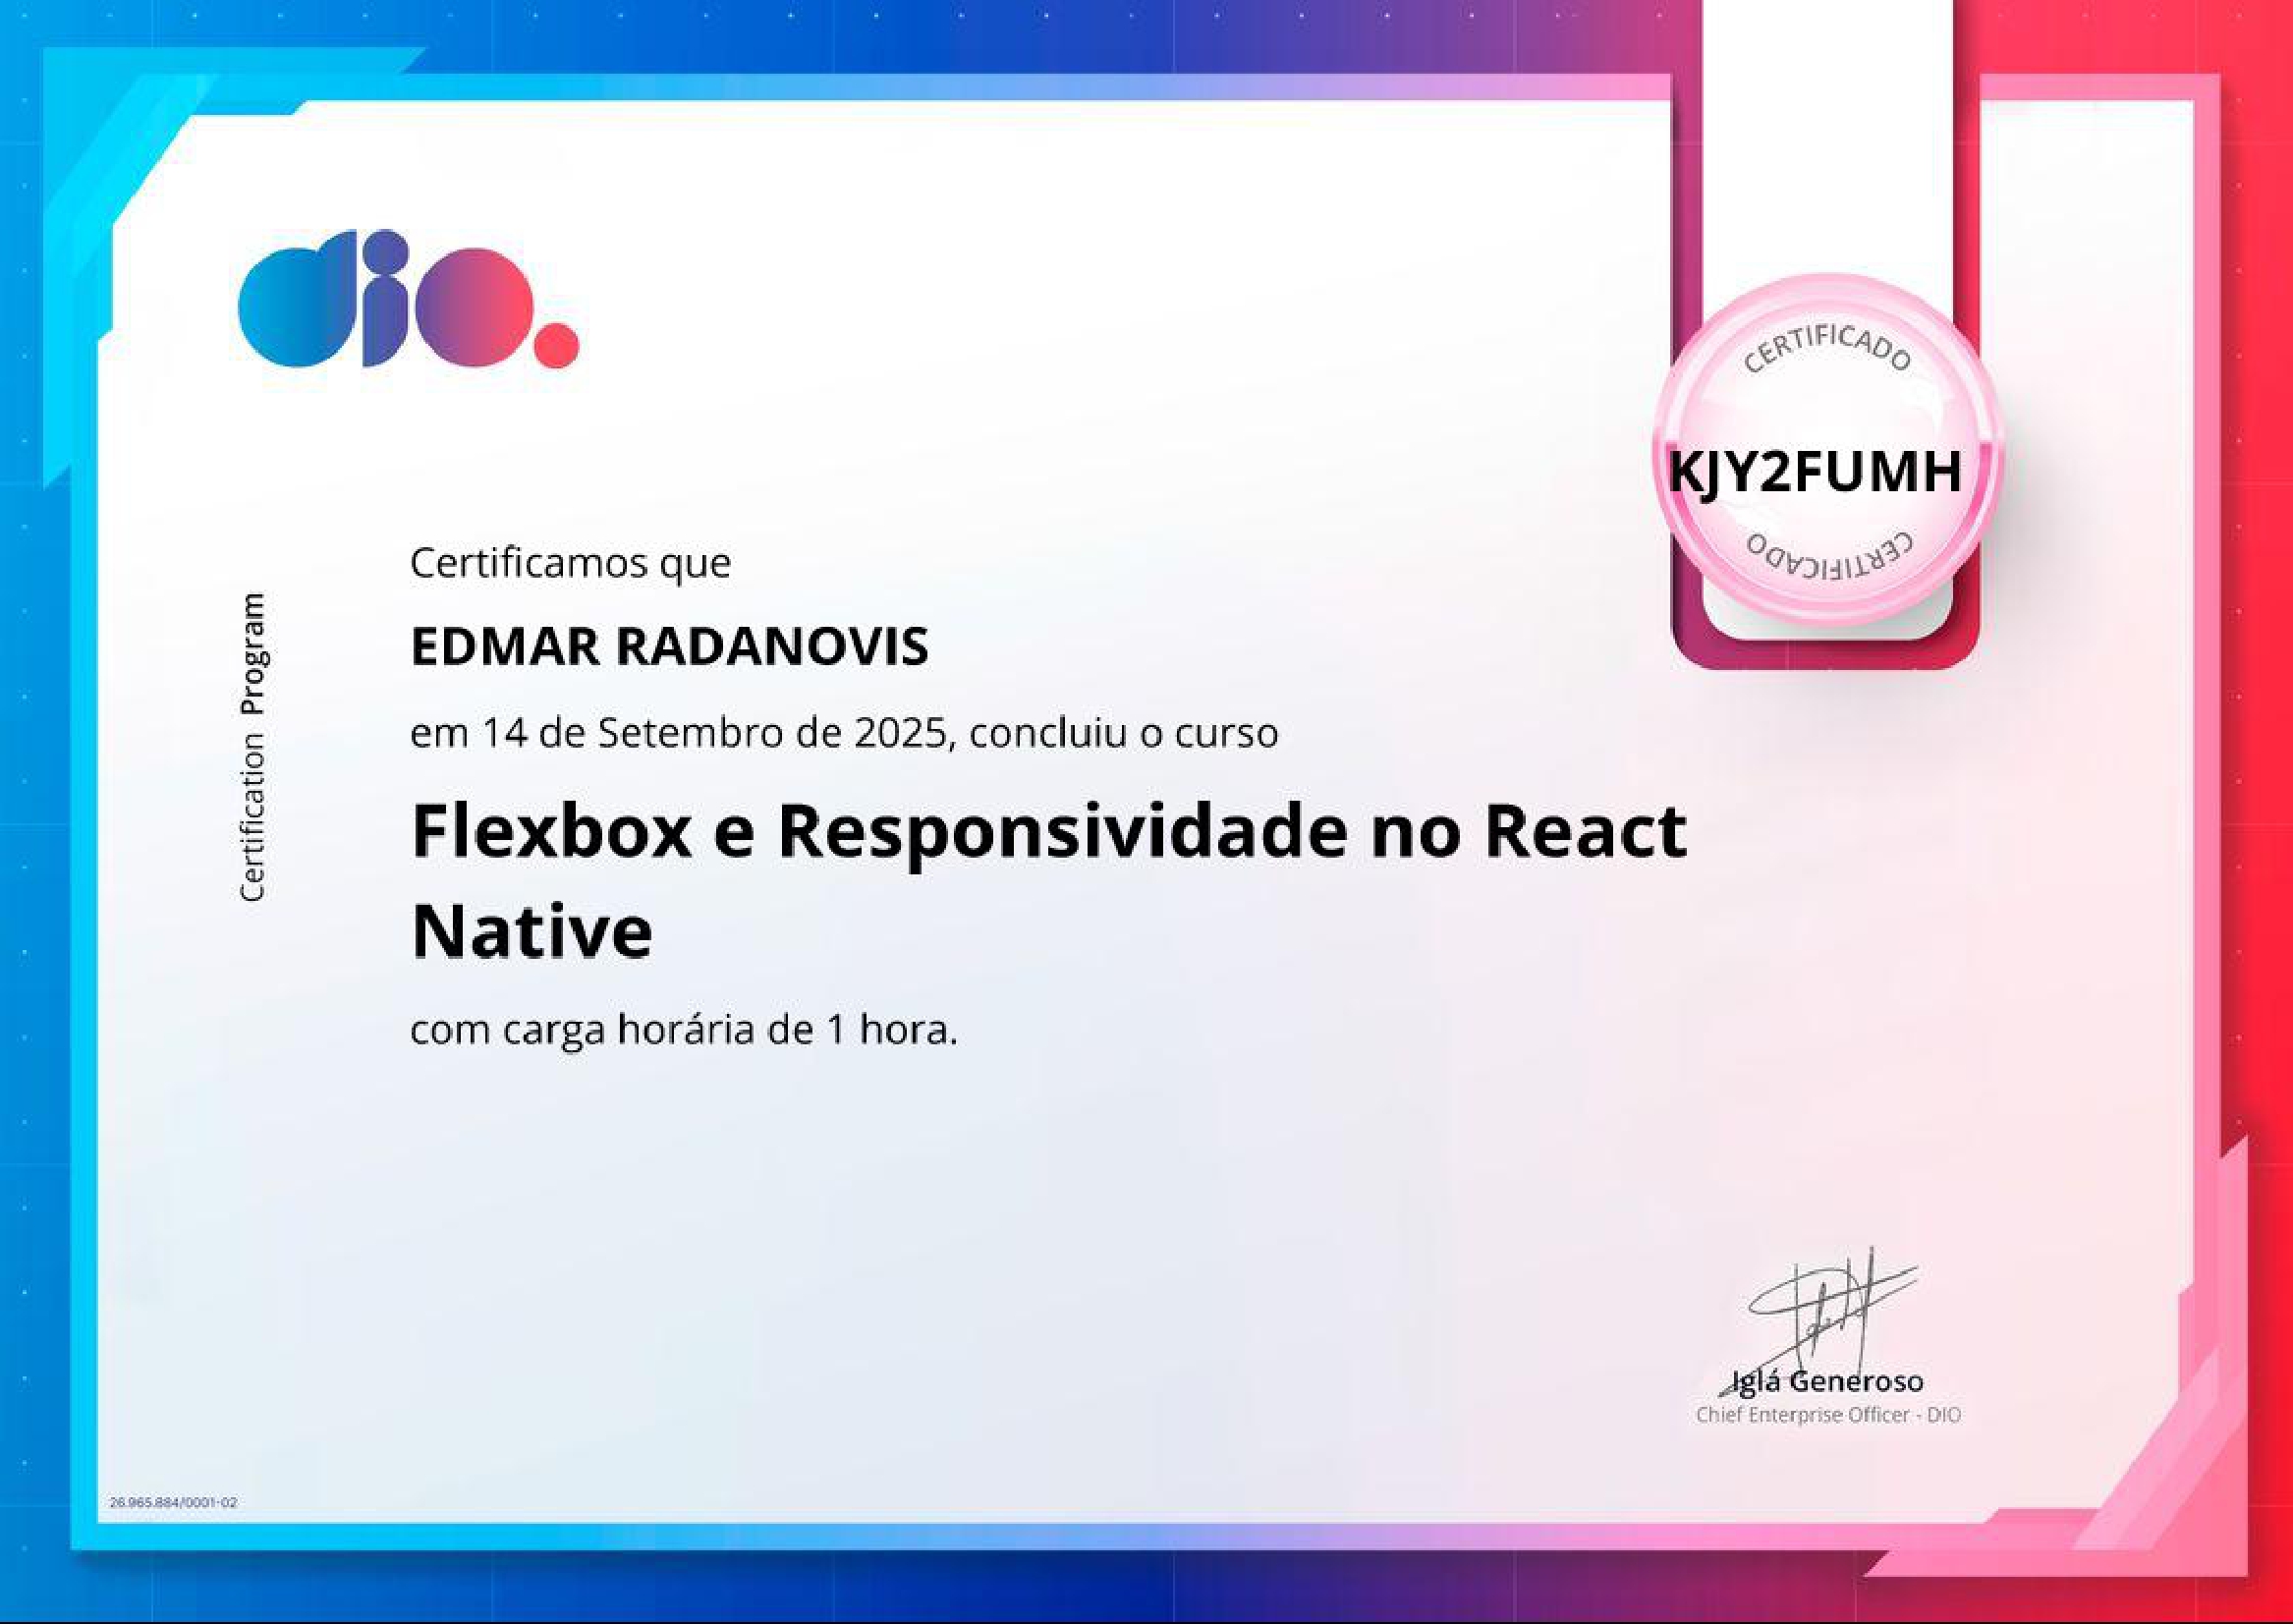 dio.
CERTIFICADO
KJY2FUMH
CERTIFICADO
Certification Program
Certificamos que
EDMAR RADANOVIS
em 14 de Setembro de 2025, concluiu o curso
Flexbox e Responsividade no React
Native
com carga horária de 1 hora.
Iglá Generoso
Chief Enterprise Officer - DIO
26.965.884/0001-02